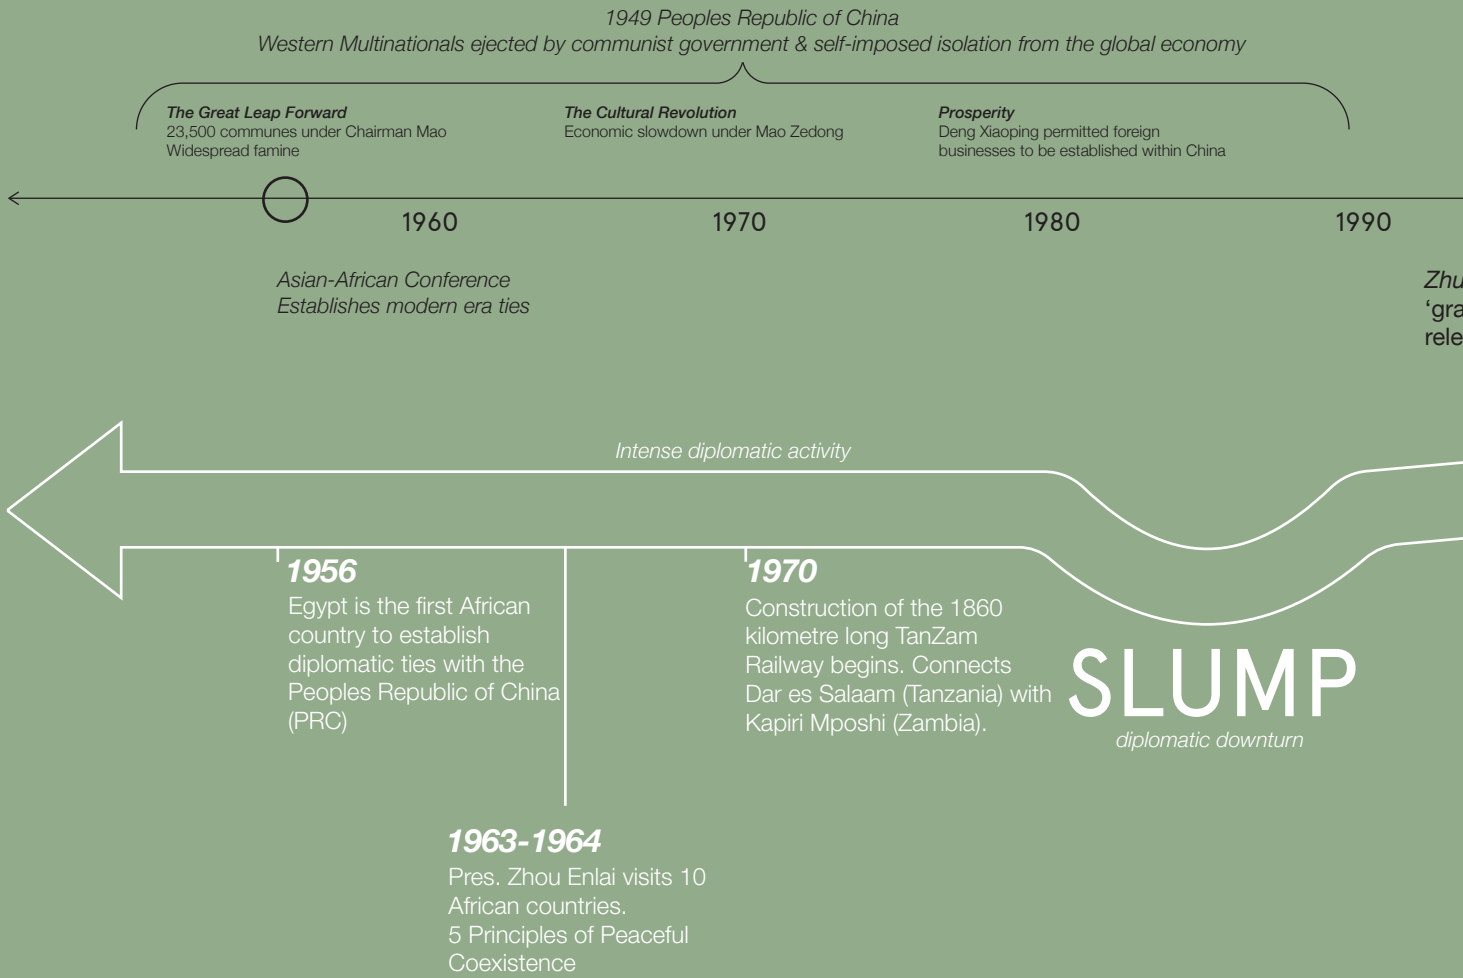 1949 Peoples Republic of China
Western Multinationals ejected by communist government & self-imposed isolation from the global economy
The Great Leap Forward
23,500 communes under Chairman Mao
Widespread famine
The Cultural Revolution
Economic slowdown under Mao Zedong
Prosperity
Deng Xiaoping permitted foreign
businesses to be established within China
1960
1970
1980
1990
Asian-African Conference
Establishes modern era ties
Zhu
‘gra
rele
Intense diplomatic activity
1956
Egypt is the first African
country to establish
diplomatic ties with the
Peoples Republic of China
(PRC)
1963-1964
Pres. Zhou Enlai visits 10
African countries.
5 Principles of Peaceful
Coexistence
1970
Construction of the 1860
kilometre long TanZam
Railway begins. Connects
Dar es Salaam (Tanzania) with
Kapiri Mposhi (Zambia).
SLUMP
diplomatic downturn